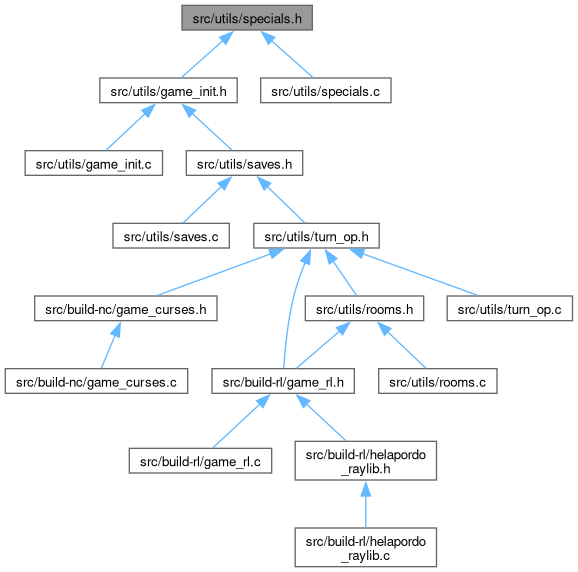 src/utils/specials.h
src/utils/game_init.h
src/utils/specials.c
src/utils/game_init.c
src/utils/saves.h
src/utils/saves.c
src/utils/turn_op.h
src/build-nc/game_curses.h
src/utils/rooms.h
src/utils/turn_op.c
src/build-nc/game_curses.c
src/build-rl/game_rl.h
src/utils/rooms.c
src/build-rl/game_rl.c
src/build-rl/helapordo
_raylib.h
src/build-rl/helapordo
_raylib.c